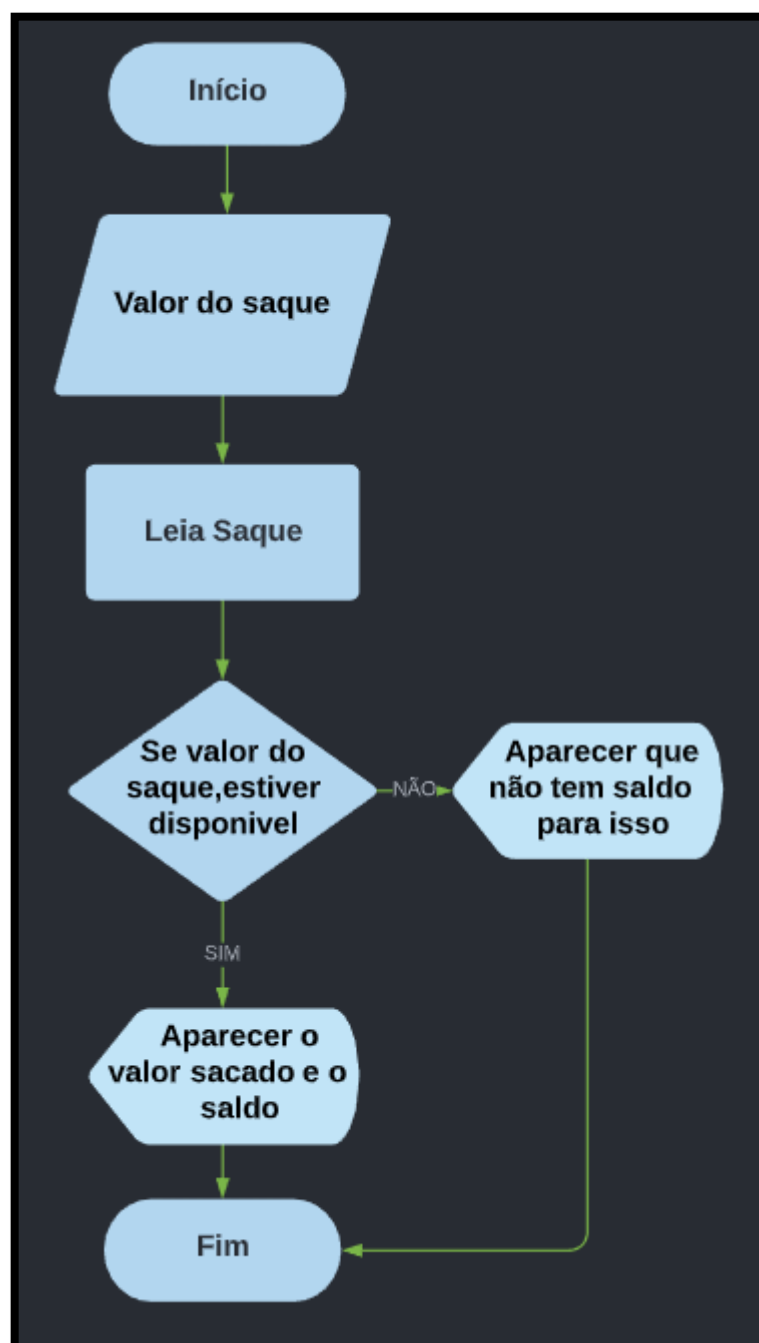 Início
Valor do saque
Leia Saque
Se valor do
saque,estiver
disponivel
NÃO
Aparecer que
não tem saldo
para isso
SIM
Aparecer o
valor sacado e o
saldo
Fim